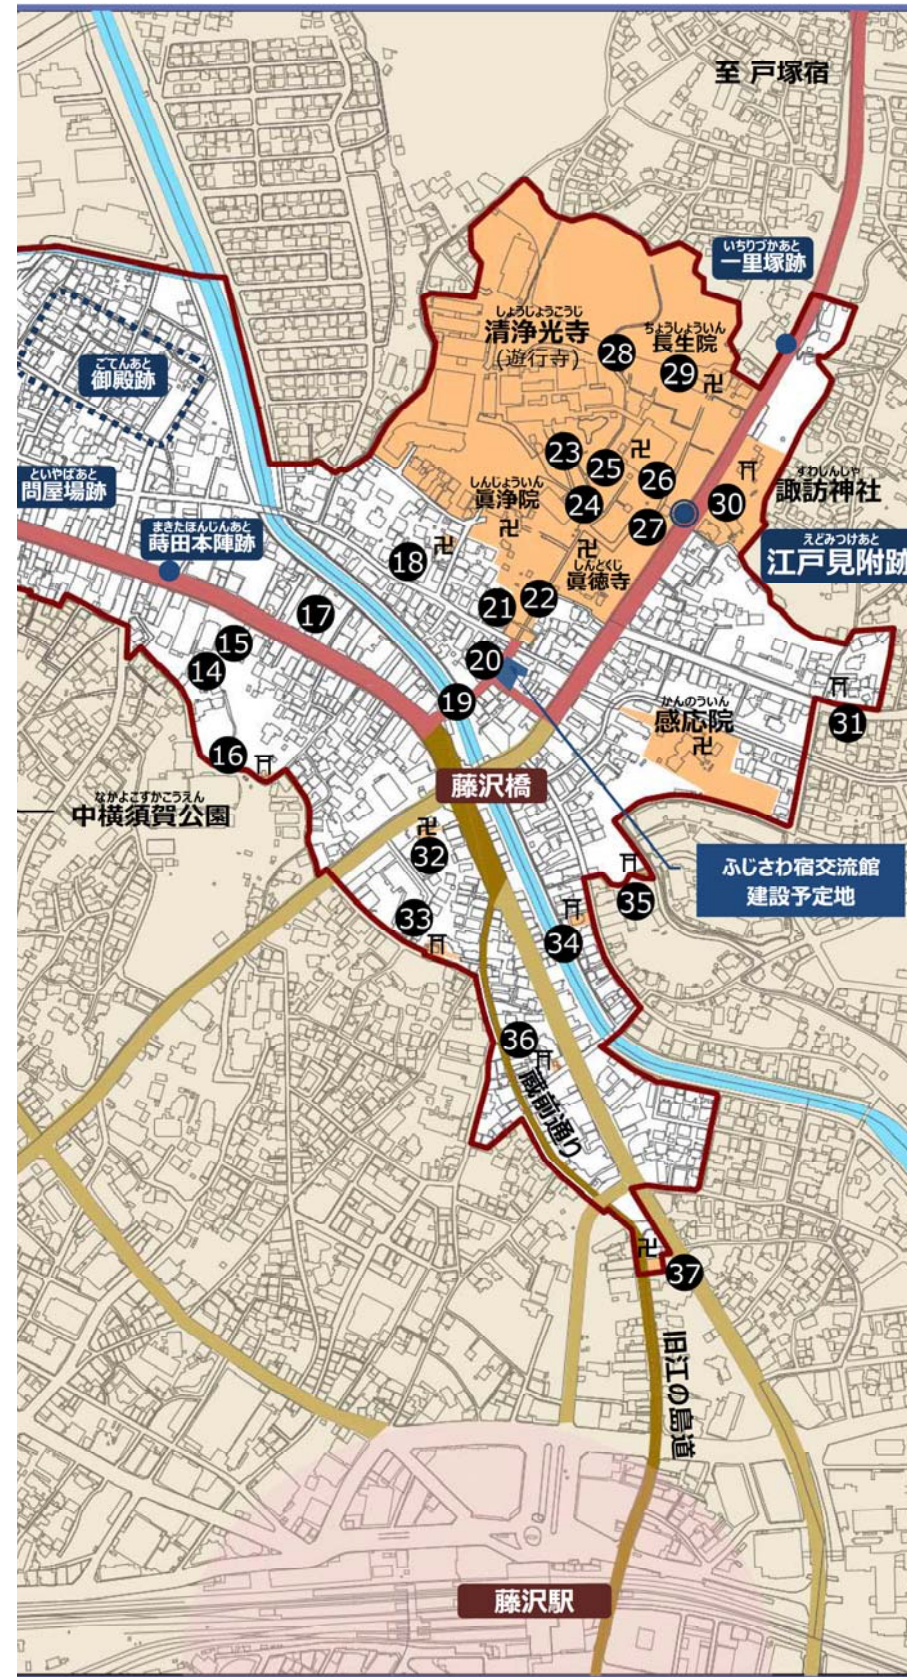 至 戸塚宿
いちりづかあと
一里塚跡
しょうじょうこうじ
清浄光寺
(遊行寺)
ちょうしょういん
長生院
28
29
ごてんあと
御殿跡
23
25
26
24
27
30
すわじんじゃ
諏訪神社
といやばあと
問屋場跡
しんじょういん
眞浄院
まきたほんじんあと
蒔田本陣跡
えどみつけあと
江戸見附跡
18
しんとくじ
眞徳寺
17
21
22
15
14
20
19
かんのういん
感応院
31
16
藤沢橋
なかよこすかこうえん
中横須賀公園
32
ふじさわ宿交流館
建設予定地
33
35
34
36
蔵前通り
37
旧江の島道
藤沢駅